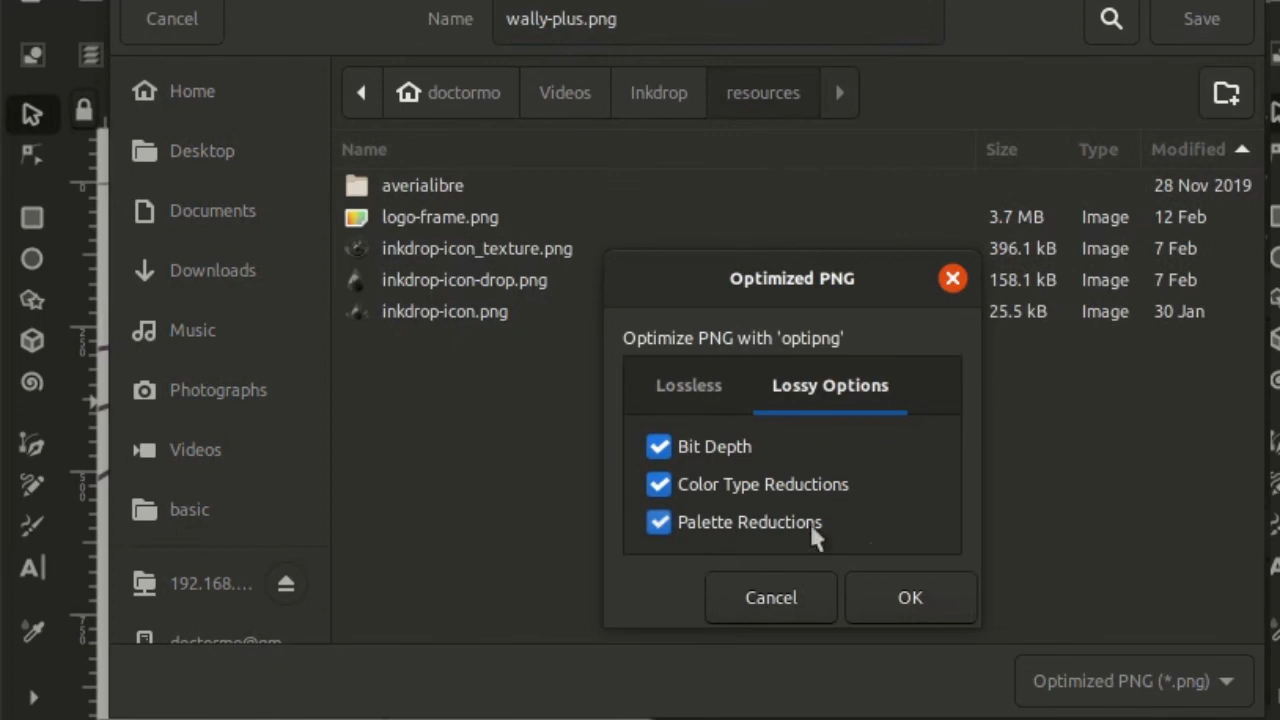 Cancel
Name
wally-plus.png
Save
Home
doctormo
Videos
Inkdrop
resources
Name
Size
Type
Modified
Desktop
averialibre
28 Nov 2019
Documents
logo-frame.png
3.7 MB
Image
12 Feb
inkdrop-icon_texture.png
396.1 kB
Image
7 Feb
Downloads
inkdrop-icon-drop.png
158.1 kB
Image
7 Feb
inkdrop-icon.png
25.5 kB
Image
30 Jan
Music
Photographs
Videos
basic
192.168....
Optimized PNG
Optimize PNG with 'optipng'
Lossless
Lossy Options
Bit Depth
Color Type Reductions
Palette Reductions
Cancel
OK
Optimized PNG (*.png)